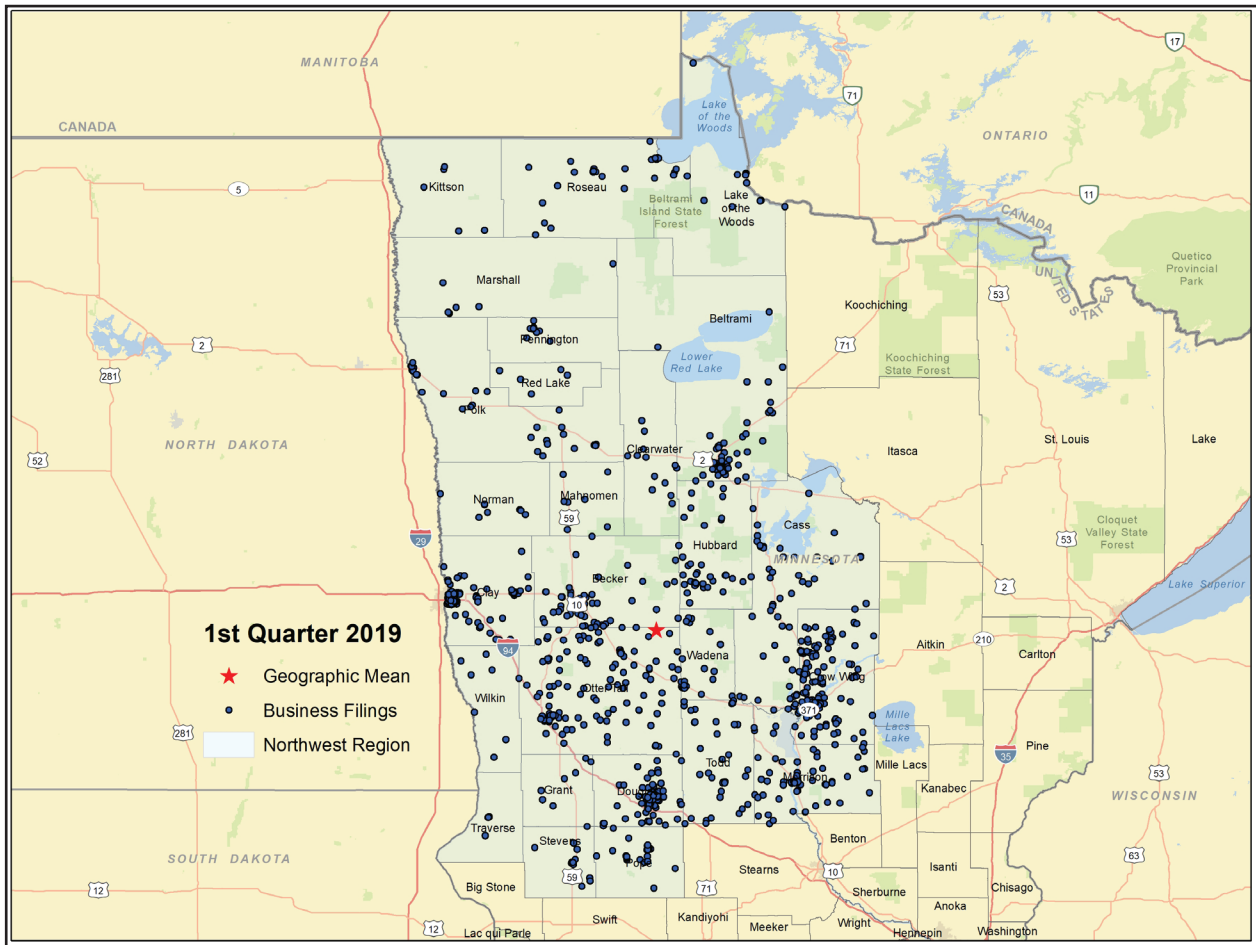 17
MANITOBA
71
Lake
of the
Woods
CANADA
ONTARIO
Kittson
Roseau
5
11
Beltrami
Island State
Forest
Lake
of the
Woods
CANADA
UNITED STATES
Quetico
Provincial
Park
Marshall
53
Koochiching
Beltrami
Pennington
2
71
Lower
Red Lake
Koochiching
State Forest
281
Red Lake
Polk
NORTH DAKOTA
St. Louis
Lake
Clearwater
Itasca
52
2
Norman
Mahnomen
59
Cass
Cloquet
Valley State
Forest
29
53
Hubbard
MINNESOTA
Becker
Lake Superior
Clay
2
10
1st Quarter 2019
210
94
Aitkin
Carlton
Wadena
Geographic Mean
Crow Wing
Otter Tail
Wilkin
Business Filings
371
Mille
Lacs
Lake
281
Northwest Region
Pine
35
Todd
Mille Lacs
53
Morrison
Grant
Douglas
Kanabec
WISCONSIN
Traverse
Stevens
Benton
SOUTH DAKOTA
Pope
63
Isanti
Stearns
10
59
Big Stone
71
Chisago
12
Sherburne
Anoka
Swift
Kandiyohi
Wright
12
Meeker
Washington
Lac qui Parle
Hennepin